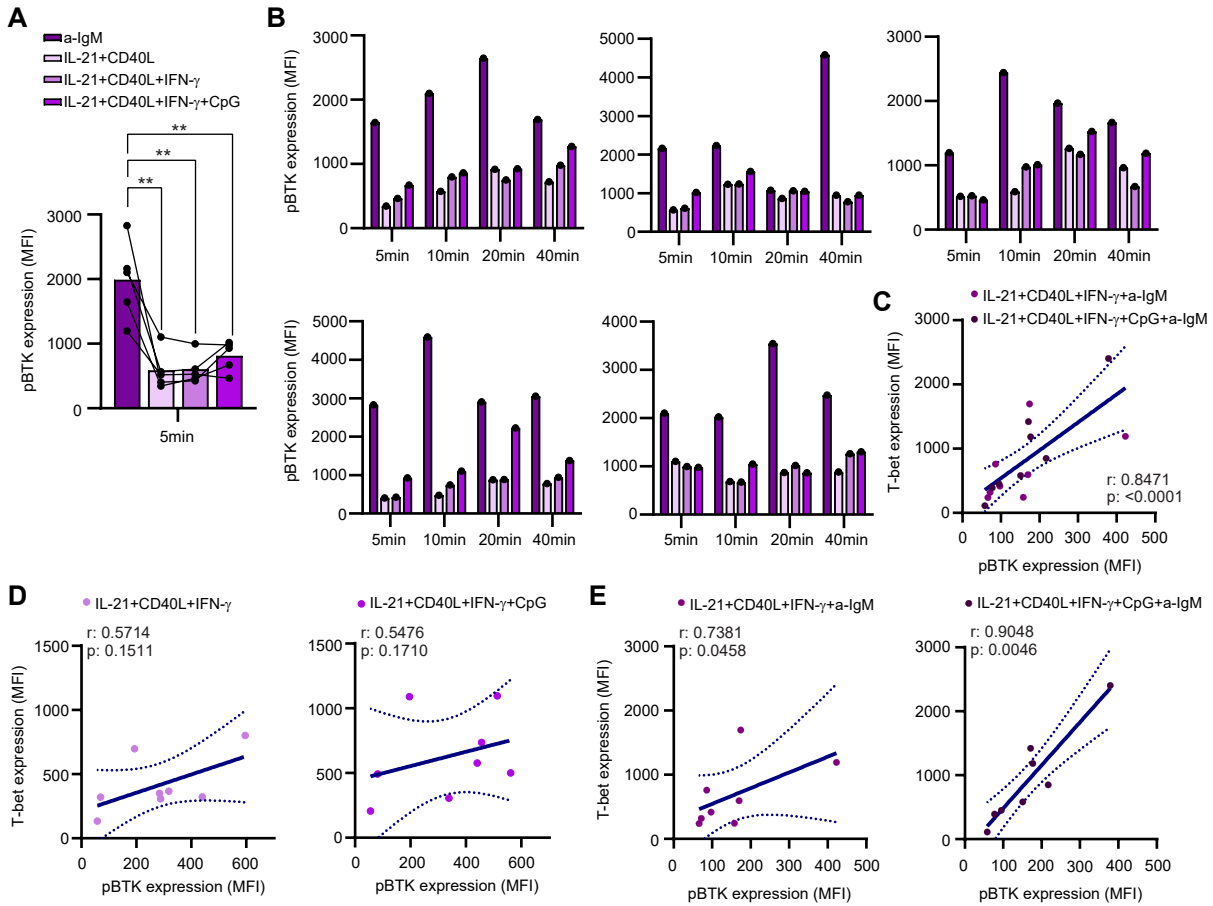 A
a-IgM
IL-21+CD40L
IL-21+CD40L+IFN-γ
IL-21+CD40L+IFN-γ+CpG
**
**
**
pBTK expression (MFI)
3000
2000
1000
0
5min
B
pBTK expression (MFI)
3000
2000
1000
0
5min 10min 20min 40min
5000
4000
3000
2000
1000
0
5min 10min 20min 40min
3000
2000
1000
0
5min 10min 20min 40min
pBTK expression (MFI)
5000
4000
3000
2000
1000
0
5min 10min 20min 40min
4000
3000
2000
1000
0
5min 10min 20min 40min
C
IL-21+CD40L+IFN-γ+a-IgM
IL-21+CD40L+IFN-γ+CpG+a-IgM
T-bet expression (MFI)
3000
2000
1000
0
r: 0.8471
p: <0.0001
0 100 200 300 400 500
pBTK expression (MFI)
D
IL-21+CD40L+IFN-γ
r: 0.5714
p: 0.1511
T-bet expression (MFI)
1500
1000
500
0
0 200 400 600
pBTK expression (MFI)
IL-21+CD40L+IFN-γ+CpG
r: 0.5476
p: 0.1710
1500
1000
500
0
0 200 400 600
pBTK expression (MFI)
E
IL-21+CD40L+IFN-γ+a-IgM
r: 0.7381
p: 0.0458
T-bet expression (MFI)
3000
2000
1000
0
0 100 200 300 400 500
pBTK expression (MFI)
IL-21+CD40L+IFN-γ+CpG+a-IgM
r: 0.9048
p: 0.0046
3000
2000
1000
0
0 100 200 300 400 500
pBTK expression (MFI)